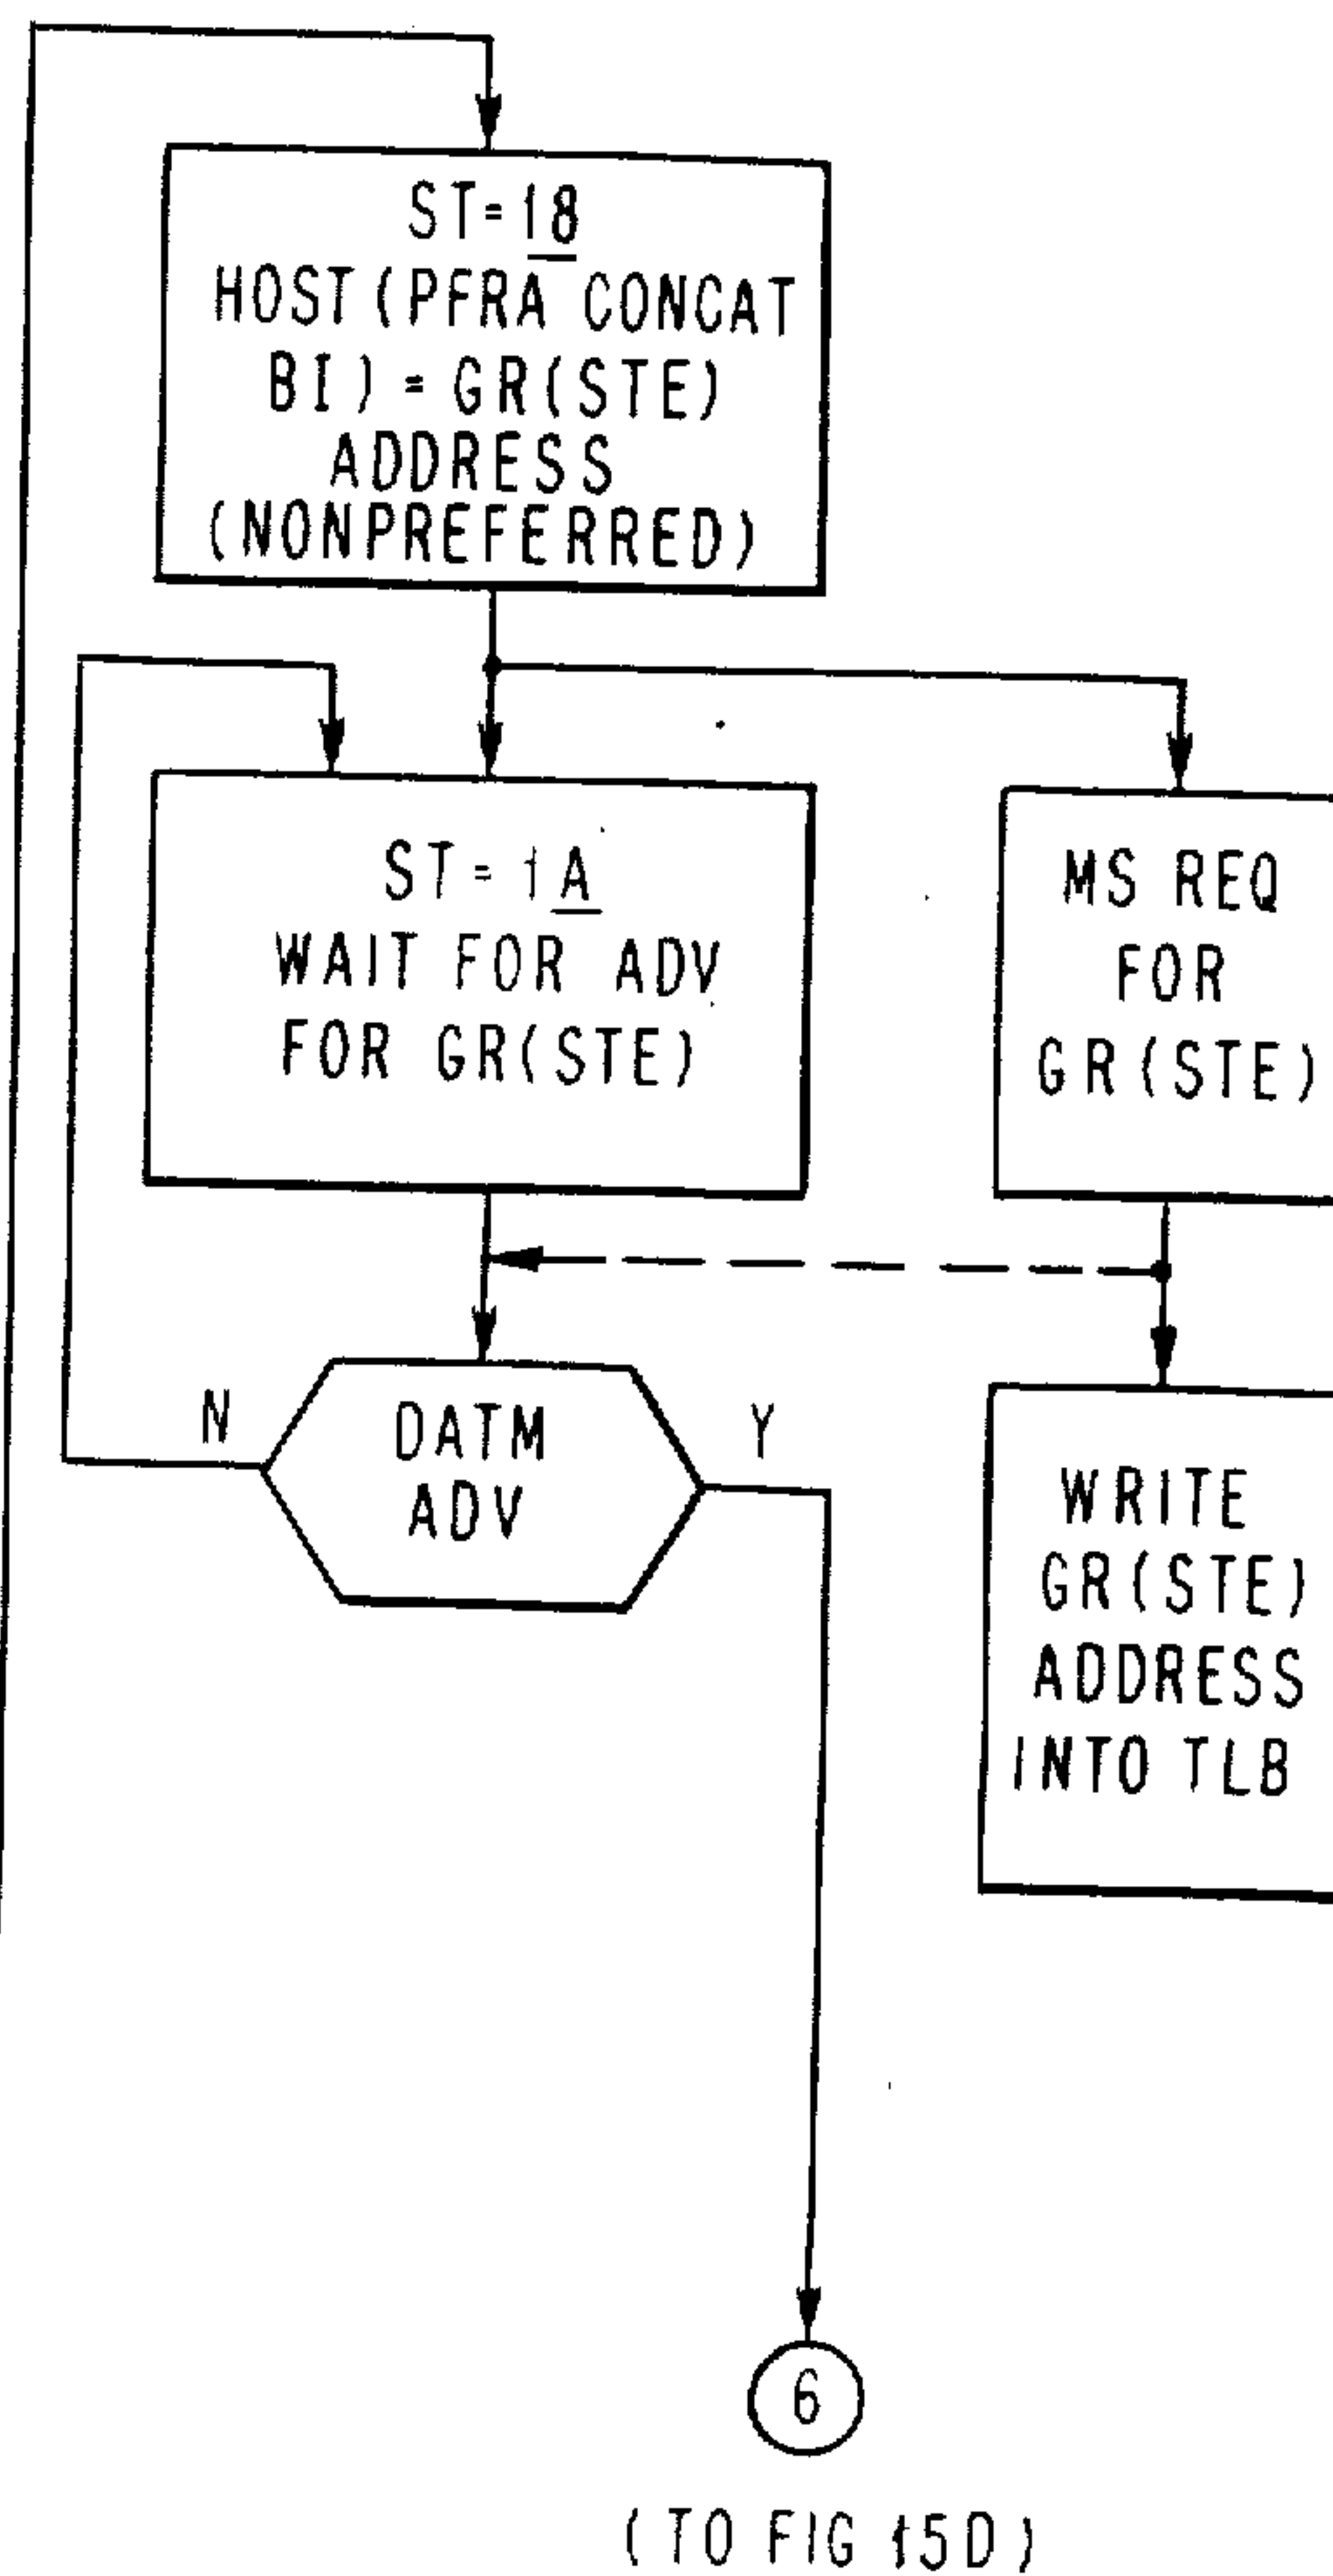 ST=18
HOST(PFRA CONCAT
BI)=GR(STE)
ADDRESS
(NONPREFERRED)
ST=1A
WAIT FOR ADV
FOR GR(STE)
MS REQ
FOR
GR(STE)
N
DATM
ADV
Y
WRITE
GR(STE)
ADDRESS
INTO TLB
6
(TO FIG 15D)